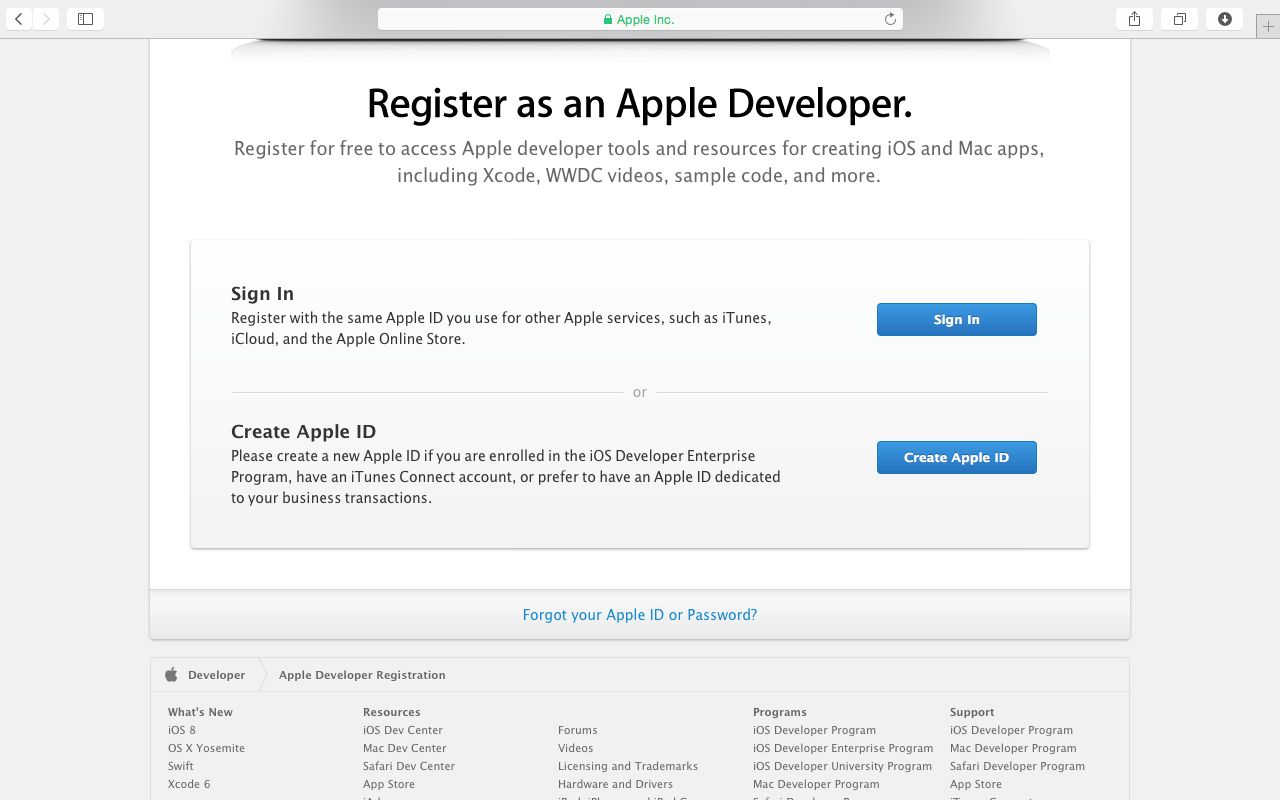 Apple Inc.
Register as an Apple Developer.
Register for free to access Apple developer tools and resources for creating iOS and Mac apps,
including Xcode, WWDC videos, sample code, and more.
Sign In
Register with the same Apple ID you use for other Apple services, such as iTunes,
iCloud, and the Apple Online Store.
Sign In
or
Create Apple ID
Please create a new Apple ID if you are enrolled in the iOS Developer Enterprise
Program, have an iTunes Connect account, or prefer to have an Apple ID dedicated
to your business transactions.
Create Apple ID
Forgot your Apple ID or Password?
Developer
Apple Developer Registration
What's New
iOS 8
OS X Yosemite
Swift
Xcode 6
Resources
iOS Dev Center
Mac Dev Center
Safari Dev Center
App Store
Forums
Videos
Licensing and Trademarks
Hardware and Drivers
Programs
iOS Developer Program
iOS Developer Enterprise Program
iOS Developer University Program
Mac Developer Program
Support
iOS Developer Program
Mac Developer Program
Safari Developer Program
App Store